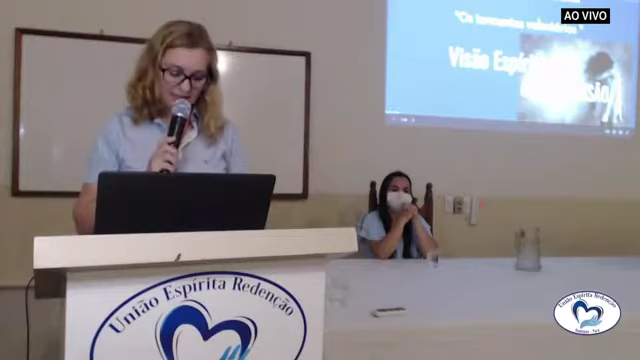 AO VIVO
"Os tormentos voluntários"
Visão Espírita
União Espírita Redenção
União Espírita Redenção